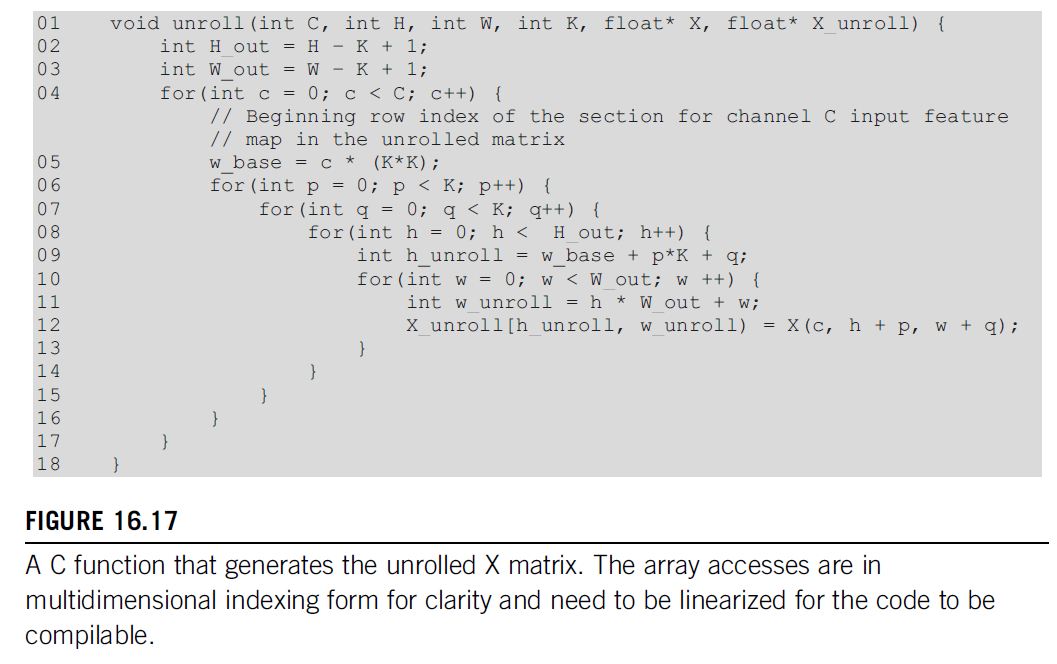 01 void unroll(int C, int H, int W, int K, float* X, float* X_unroll) {
02 int H_out = H - K + 1;
03 int W_out = W - K + 1;
04 for(int c = 0; c < C; c++) {
// Beginning row index of the section for channel C input feature
// map in the unrolled matrix
05 w_base = c * (K*K);
06 for(int p = 0; p < K; p++) {
07 for(int q = 0; q < K; q++) {
08 for(int h = 0; h < H_out; h++) {
09 int h_unroll = w_base + p*K + q;
10 for(int w = 0; w < W_out; w ++) {
11 int w_unroll = h * W_out + w;
12 X_unroll[h_unroll, w_unroll) = X(c, h + p, w + q);
13 }
14 }
15 }
16 }
17 }
18 }
FIGURE 16.17
A C function that generates the unrolled X matrix. The array accesses are in
multidimensional indexing form for clarity and need to be linearized for the code to be
compilable.